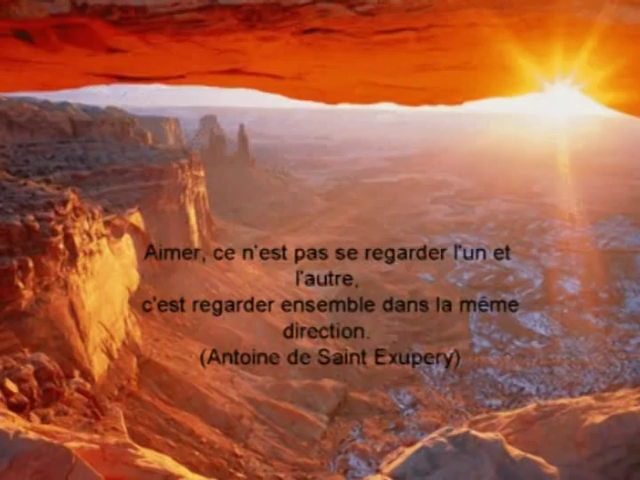 Aimer, ce n'est pas se regarder l'un et
l'autre,
c'est regarder ensemble dans la même
direction.
(Antoine de Saint Exupery)